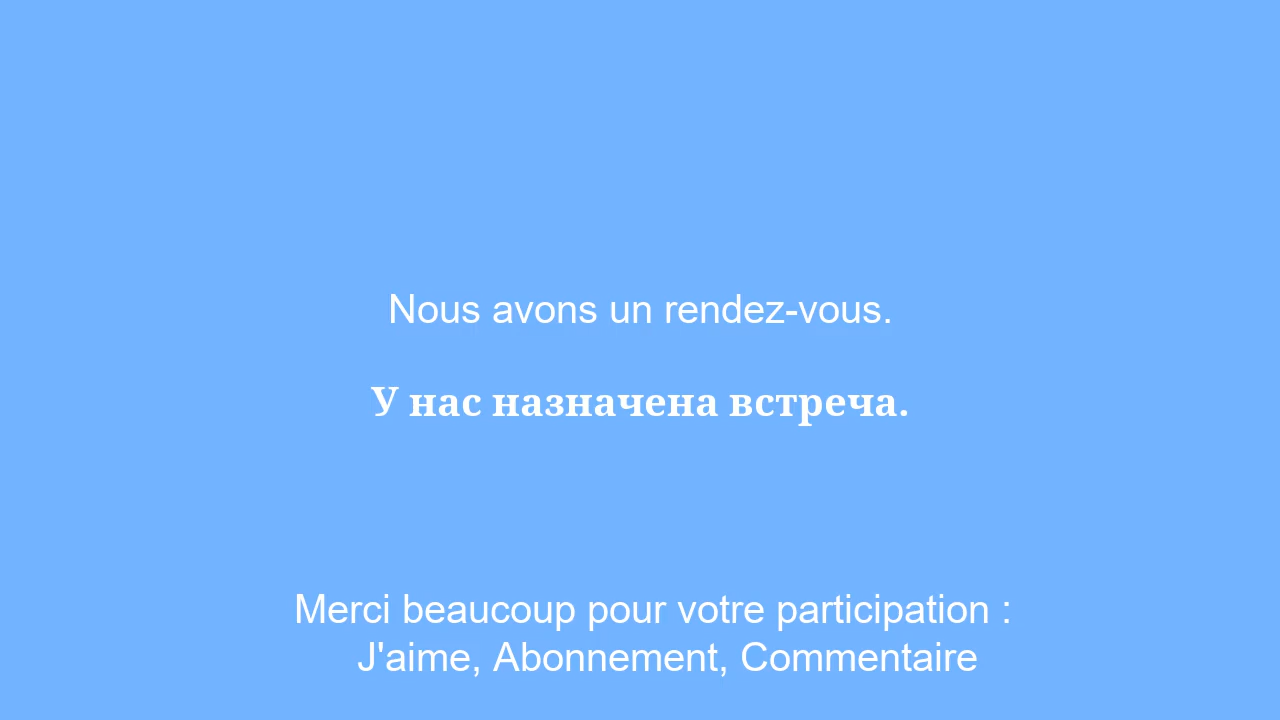 Nous avons un rendez-vous.
У нас назначена встреча.
Merci beaucoup pour votre participation :
J'aime, Abonnement, Commentaire